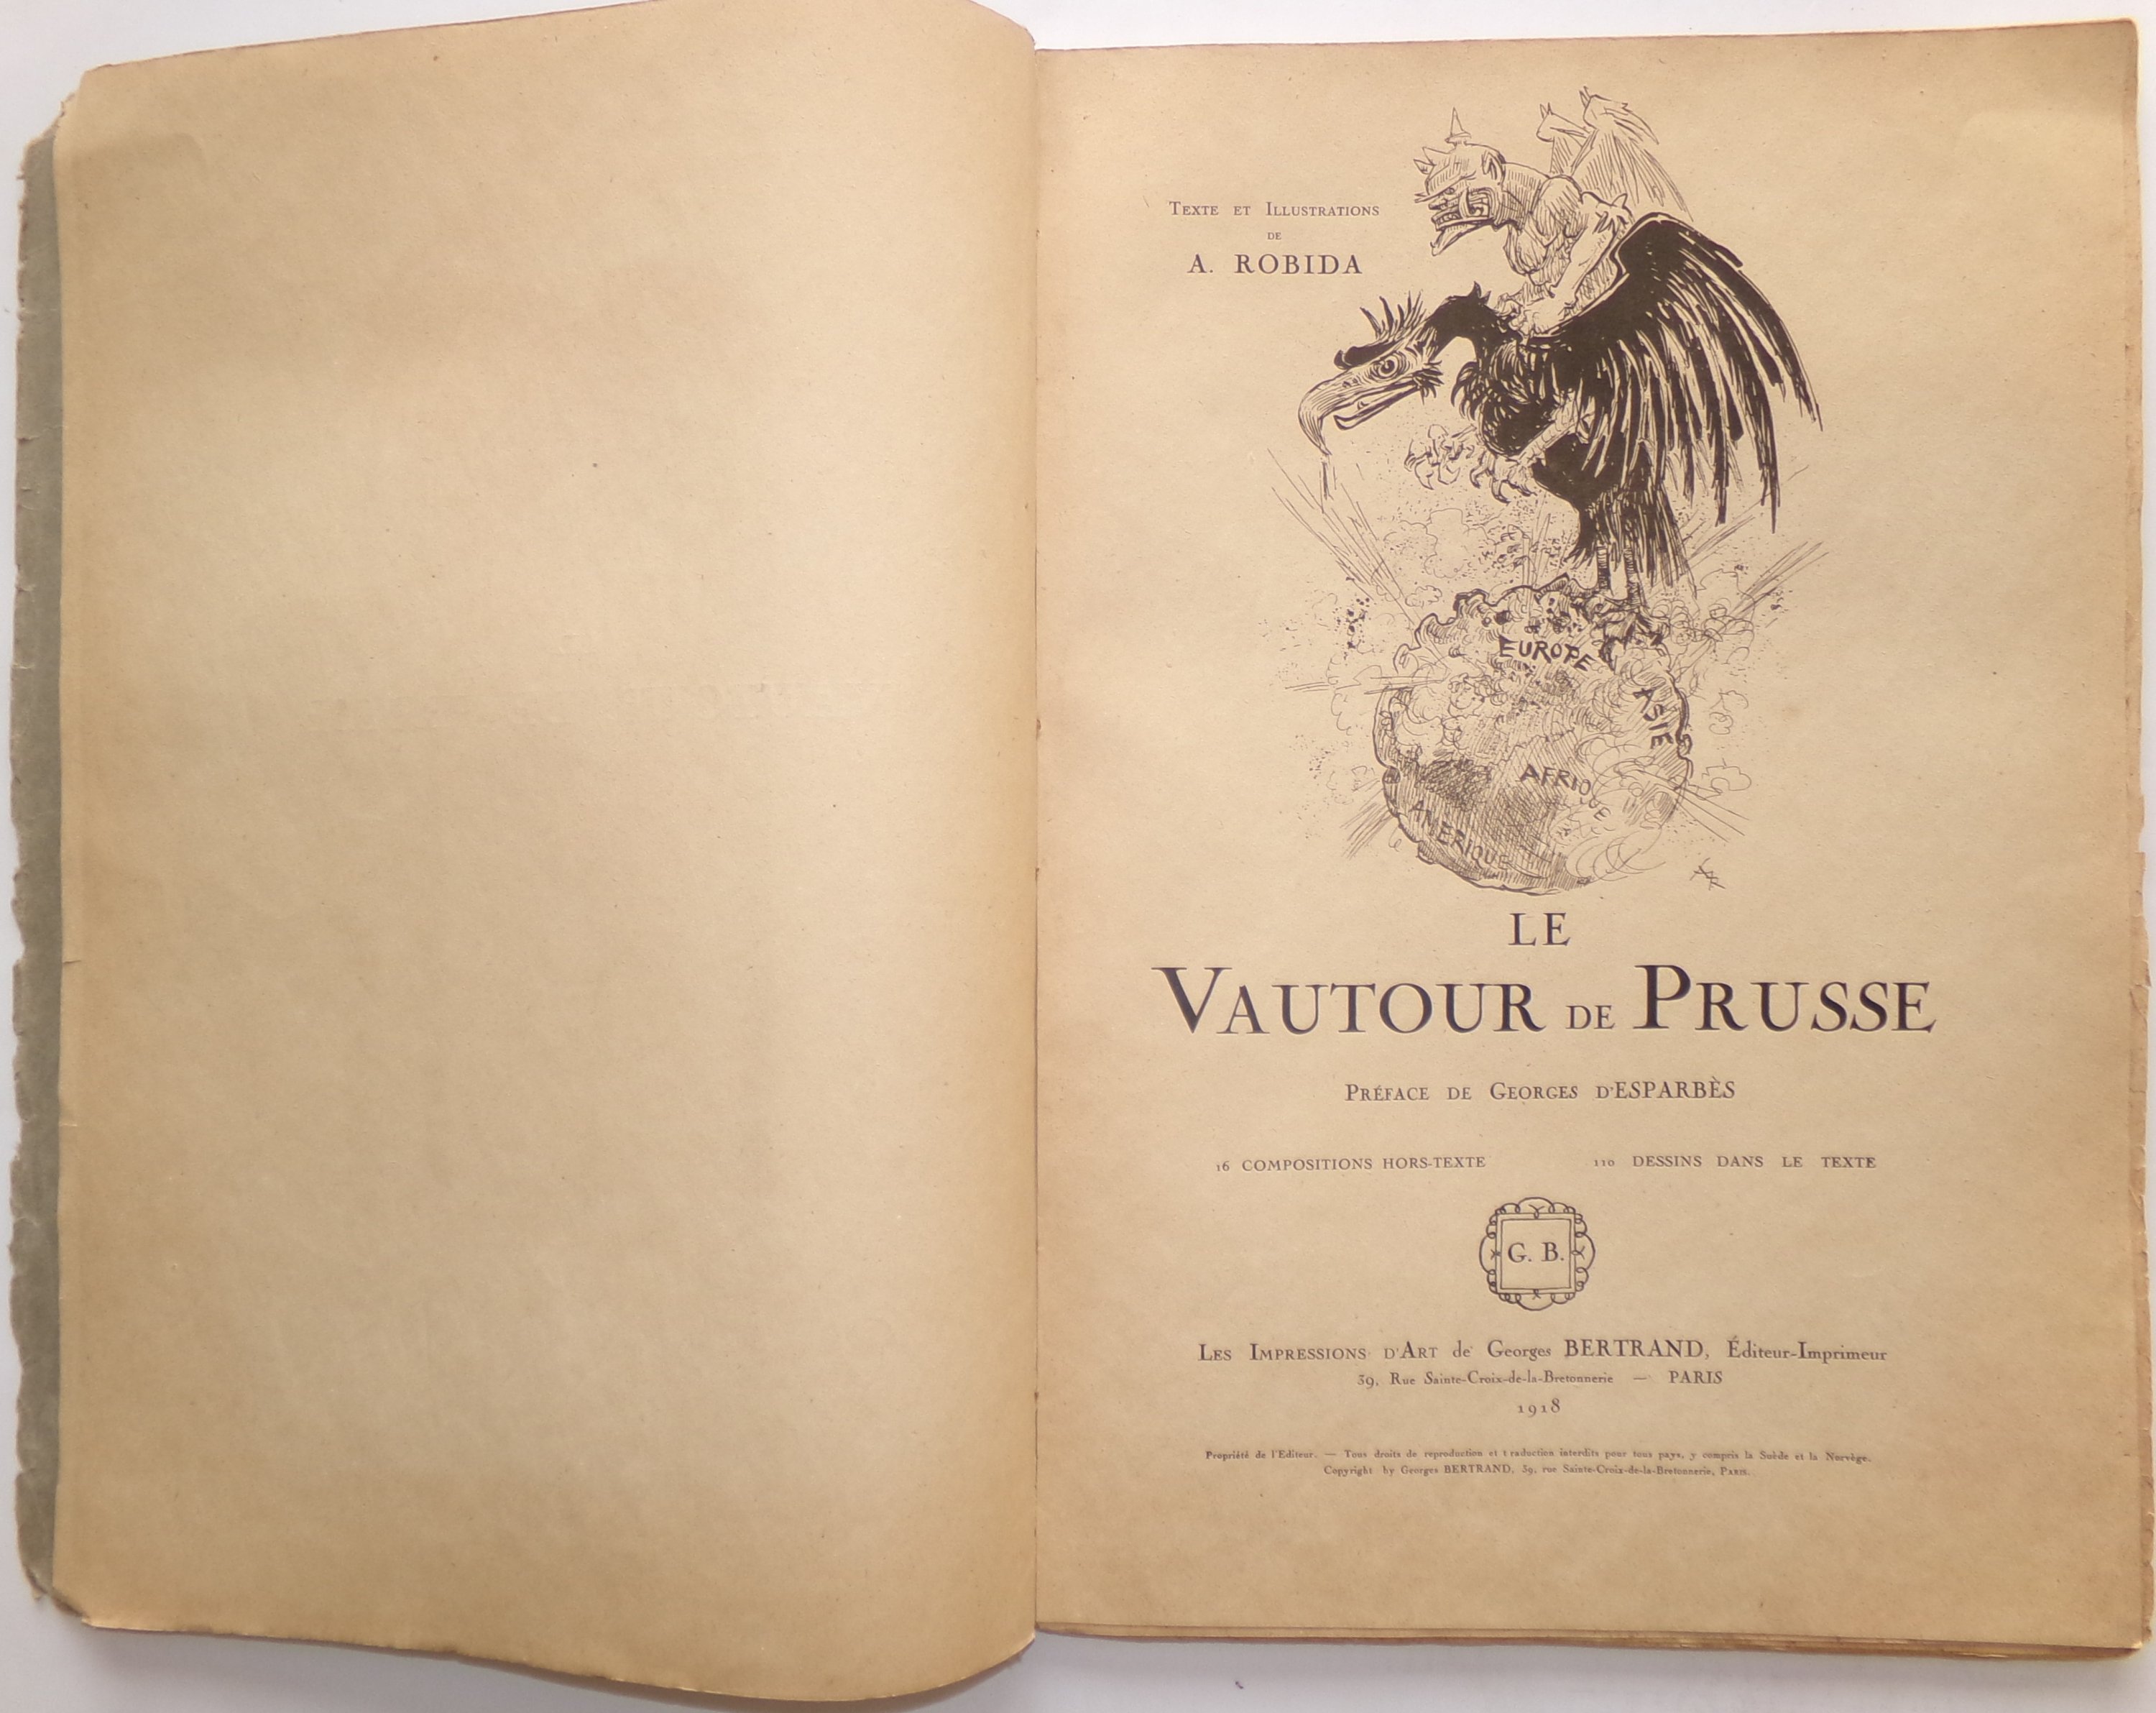 TEXTE ET ILLUSTRATIONS
DE
A. ROBIDA
EUROPE
ASIE
AFRIQUE
AMERIQUE
LE
VAUTOUR DE PRUSSE
PRÉFACE DE GEORGES D'ESPARBÈS
16 COMPOSITIONS HORS-TEXTE 110 DESSINS DANS LE TEXTE
G. B.
LES IMPRESSIONS D'ART de Georges BERTRAND, Éditeur-Imprimeur
39, Rue Sainte-Croix-de-la-Bretonnerie — PARIS
1918
Propriété de l'Editeur. — Tous droits de reproduction et traduction interdits pour tous pays, y compris la Suède et la Norvège.
Copyright by Georges BERTRAND, 39, rue Sainte-Croix-de-la-Bretonnerie, PARIS.